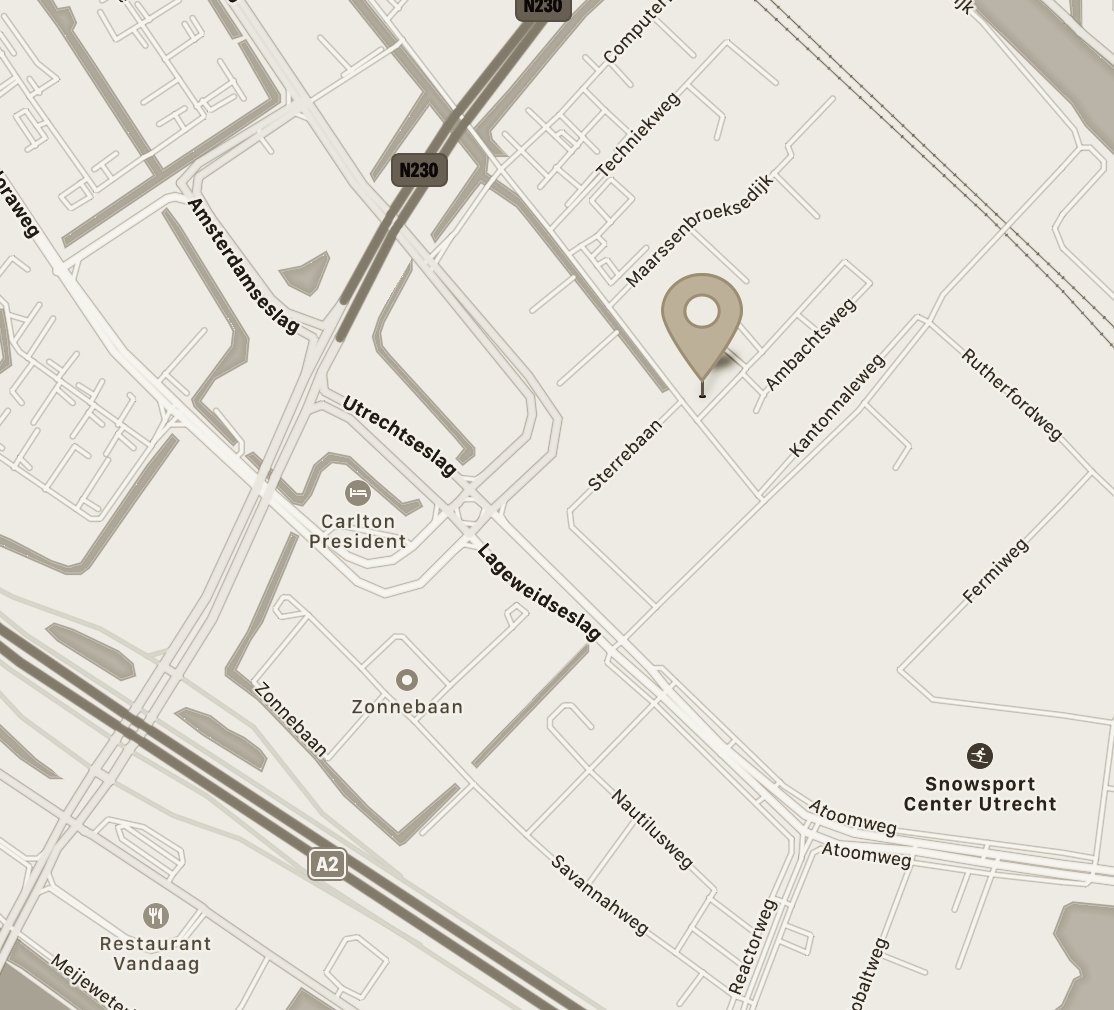 N230
N230
Techniekweg
Maarssenbroeksedijk
Amsterdamseslag
Ambachtsweg
Kantonnaleweg
Rutherfordweg
Utrechtseslag
Sterrebaan
Carlton
President
Lageweidseslag
Fermiweg
Zonnebaan
Zonnebaan
Snowsport
Center Utrecht
Atoomweg
Atoomweg
Nautilusweg
A2
Savannahweg
Reactorweg
Restaurant
Vandaag